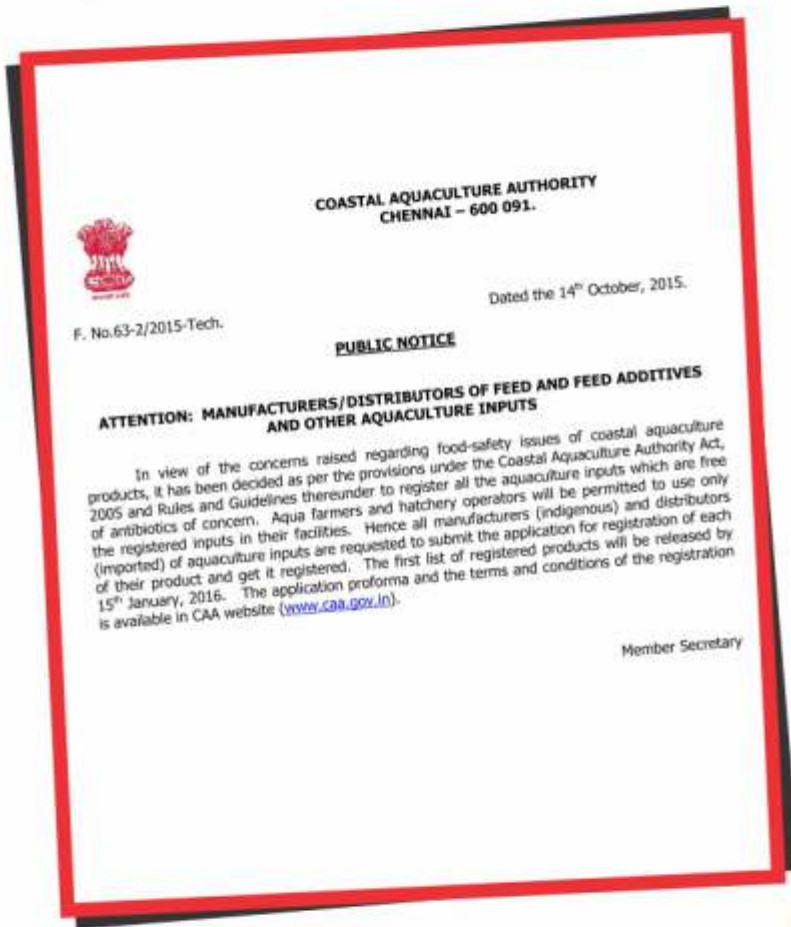 COASTAL AQUACULTURE AUTHORITY
CHENNAI – 600 091.
F. No.63-2/2015-Tech.
Dated the 14th October, 2015.
PUBLIC NOTICE
ATTENTION: MANUFACTURERS/DISTRIBUTORS OF FEED AND FEED ADDITIVES
AND OTHER AQUACULTURE INPUTS
In view of the concerns raised regarding food-safety issues of coastal aquaculture
products, it has been decided as per the provisions under the Coastal Aquaculture Authority Act,
2005 and Rules and Guidelines thereunder to register all the aquaculture inputs which are free
of antibiotics of concern. Aqua farmers and hatchery operators will be permitted to use only
the registered inputs in their facilities. Hence all manufacturers (indigenous) and distributors
(imported) of aquaculture inputs are requested to submit the application for registration of each
of their product and get it registered. The first list of registered products will be released by
15th January, 2016. The application proforma and the terms and conditions of the registration
is available in CAA website (www.caa.gov.in).
Member Secretary